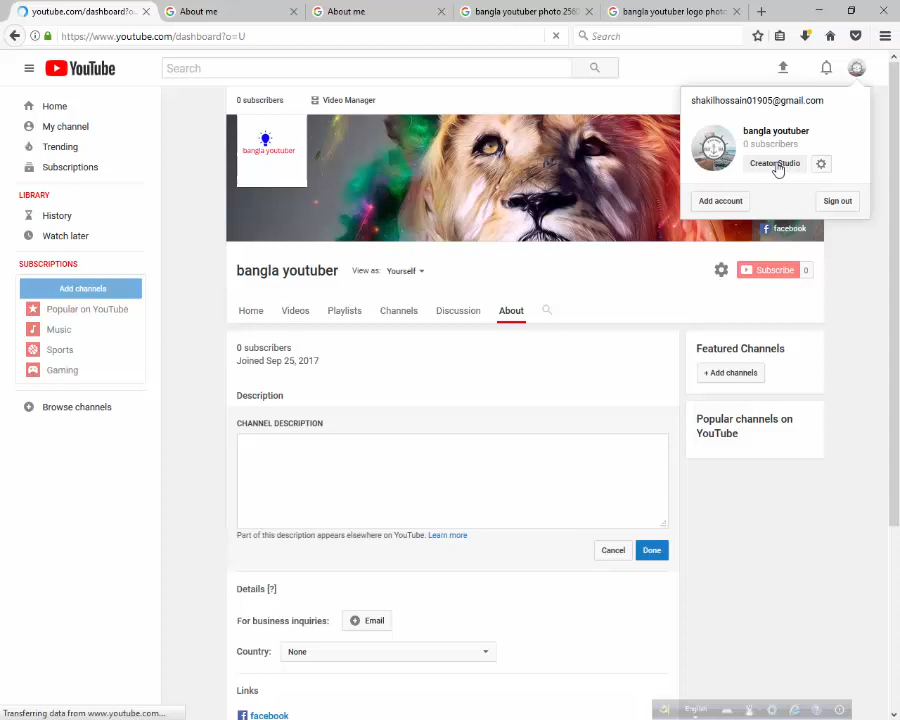 youtube.com/dashboard?o...
About me
About me
bangla youtuber photo 2560
bangla youtuber logo photo
https://www.youtube.com/dashboard?o=U
Search
YouTube
Search
0 subscribers
Video Manager
bangla youtuber
facebook
shakilhossain01905@gmail.com
bangla youtuber
0 subscribers
Creator Studio
Add account
Sign out
Home
My channel
Trending
Subscriptions
LIBRARY
History
Watch later
SUBSCRIPTIONS
Add channels
Popular on YouTube
Music
Sports
Gaming
Browse channels
bangla youtuber
View as: Yourself
Subscribe 0
Home Videos Playlists Channels Discussion About
0 subscribers
Joined Sep 25, 2017
Description
CHANNEL DESCRIPTION
Part of this description appears elsewhere on YouTube. Learn more
Cancel Done
Details [?]
For business inquiries: Email
Country: None
Links
facebook
Featured Channels
+ Add channels
Popular channels on
YouTube
Transferring data from www.youtube.com...
English